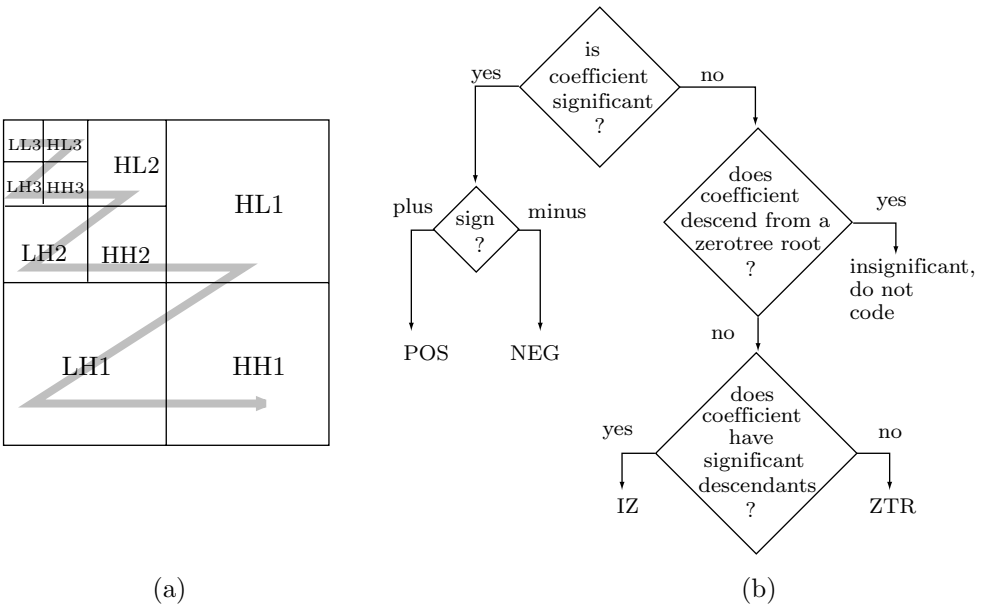 LL3 HL3
LH3 HH3
HL2
HL1
LH2
HH2
LH1
HH1
(a)
is
coefficient
significant
?
yes
no
sign
?
plus
minus
POS
NEG
does
coefficient
descend from a
zerotree root
?
yes
insignificant,
do not
code
no
does
coefficient
have
significant
descendants
?
yes
no
IZ
ZTR
(b)